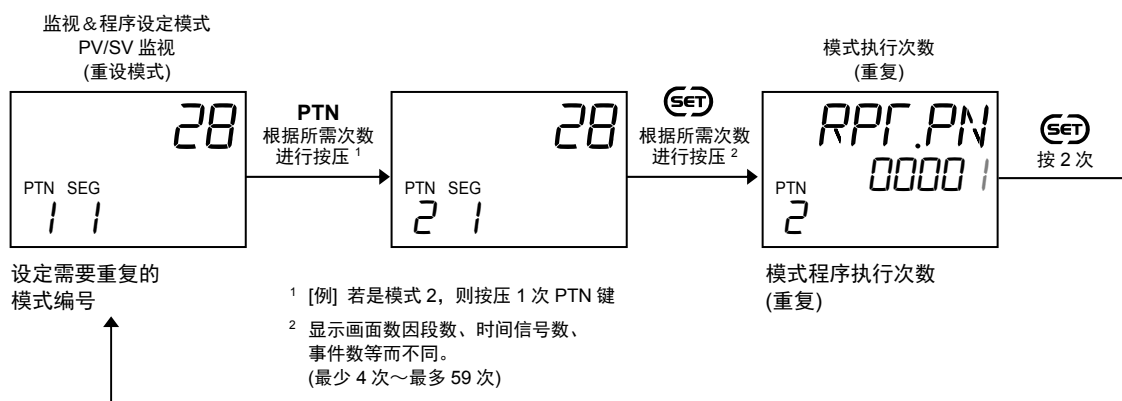 监视＆程序设定模式
PV/SV 监视
(重设模式)
28
PTN SEG
1 1
设定需要重复的
模式编号
PTN
根据所需次数
进行按压 1
28
PTN SEG
2 1
SET
根据所需次数
进行按压 2
模式执行次数
(重复)
RPT.PN
00001
PTN
2
模式程序执行次数
(重复)
SET
按 2 次
1 [例] 若是模式 2，则按压 1 次 PTN 键
2 显示画面数因段数、时间信号数、
事件数等而不同。
(最少 4 次～最多 59 次)